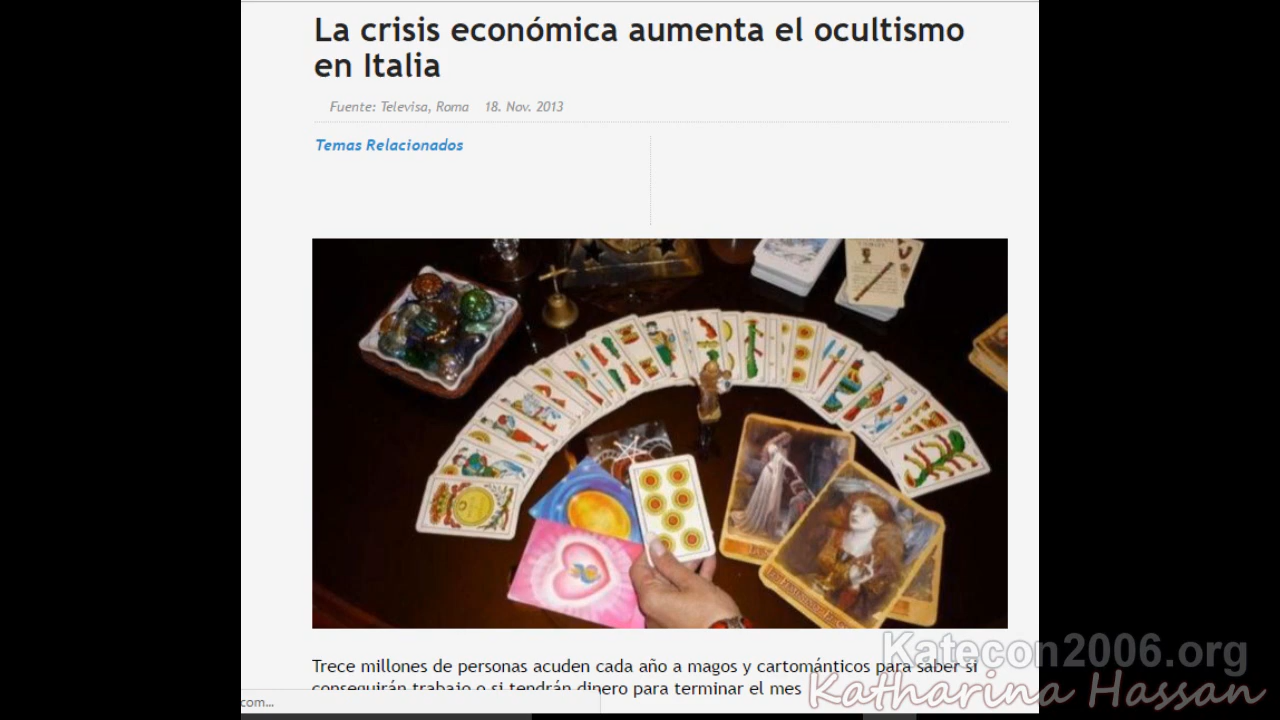 La crisis económica aumenta el ocultismo
en Italia
Fuente: Televisa, Roma 18. Nov. 2013
Temas Relacionados
Trece millones de personas acuden cada año a magos y cartománticos para saber si
conseguirán trabajo o si tendrán dinero para terminar el mes
com...
Katecon2006.org
Katharina Hassan